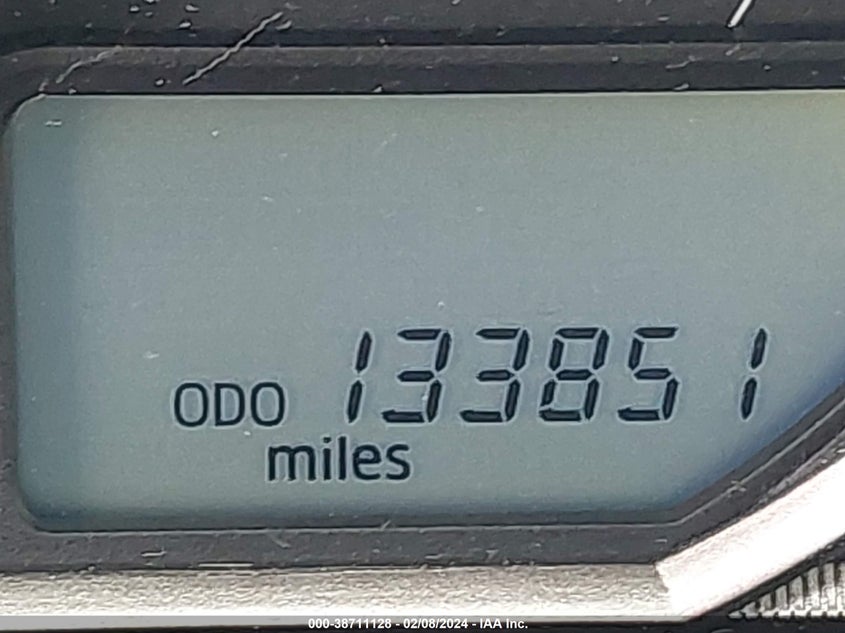 ODO 133851
miles
000-38711128 - 02/08/2024 - IAA Inc.